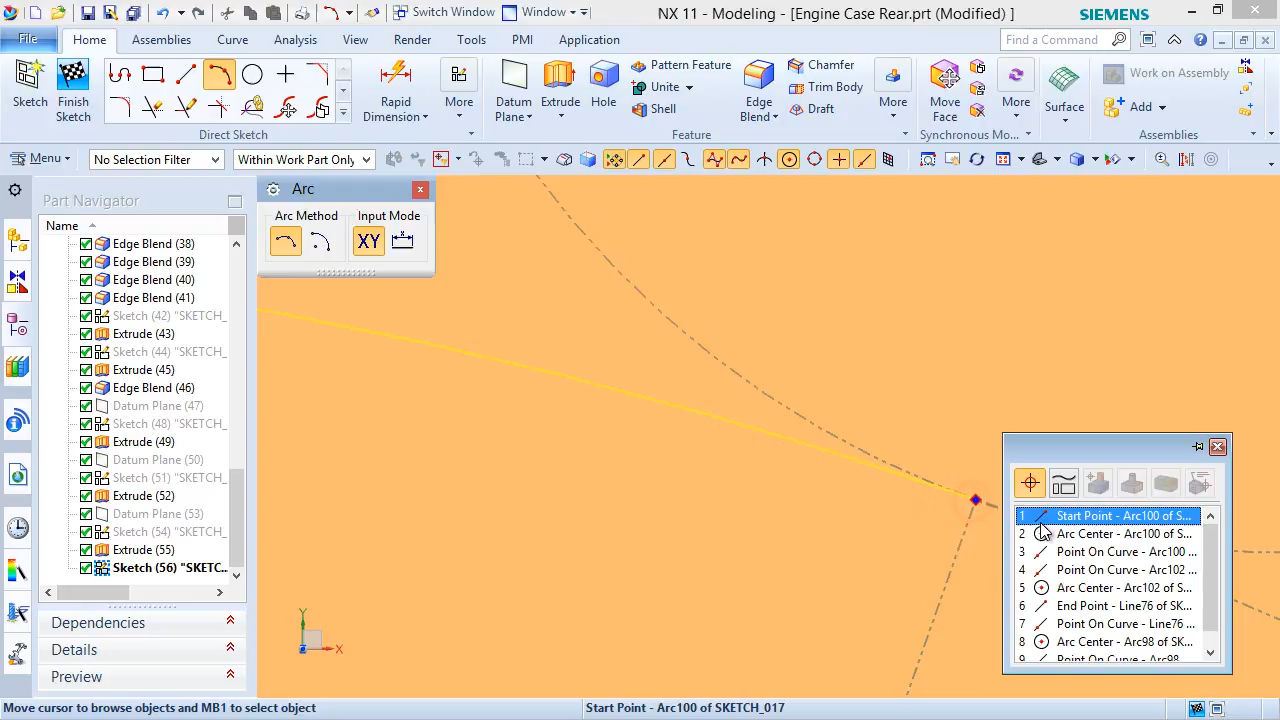 Switch Window
Window
NX 11 - Modeling - [Engine Case Rear.prt (Modified) ]
SIEMENS
File
Home
Assemblies
Curve
Analysis
View
Render
Tools
PMI
Application
Find a Command
Sketch
Finish
Sketch
Direct Sketch
Rapid
Dimension
More
Datum
Plane
Extrude
Hole
Pattern Feature
Unite
Shell
Edge
Blend
Chamfer
Trim Body
Draft
More
Feature
Move
Face
More
Synchronous Mo...
Surface
Work on Assembly
Add
Assemblies
Menu
No Selection Filter
Within Work Part Only
Part Navigator
Name
Edge Blend (38)
Edge Blend (39)
Edge Blend (40)
Edge Blend (41)
Sketch (42) "SKETCH_
Extrude (43)
Sketch (44) "SKETCH_
Extrude (45)
Edge Blend (46)
Datum Plane (47)
Sketch (48) "SKETCH_
Extrude (49)
Datum Plane (50)
Sketch (51) "SKETCH_
Extrude (52)
Datum Plane (53)
Sketch (54) "SKETCH_
Extrude (55)
Sketch (56) "SKETC...
Dependencies
Details
Preview
Arc
Arc Method
Input Mode
XY
Y
X
1 Start Point - Arc100 of S...
2 Arc Center - Arc100 of S...
3 Point On Curve - Arc100 ...
4 Point On Curve - Arc102 ...
5 Arc Center - Arc102 of S...
6 End Point - Line76 of SK...
7 Point On Curve - Line76 ...
8 Arc Center - Arc98 of SK...
9 Point On Curve - Arc98
Move cursor to browse objects and MB1 to select object
Start Point - Arc100 of SKETCH_017